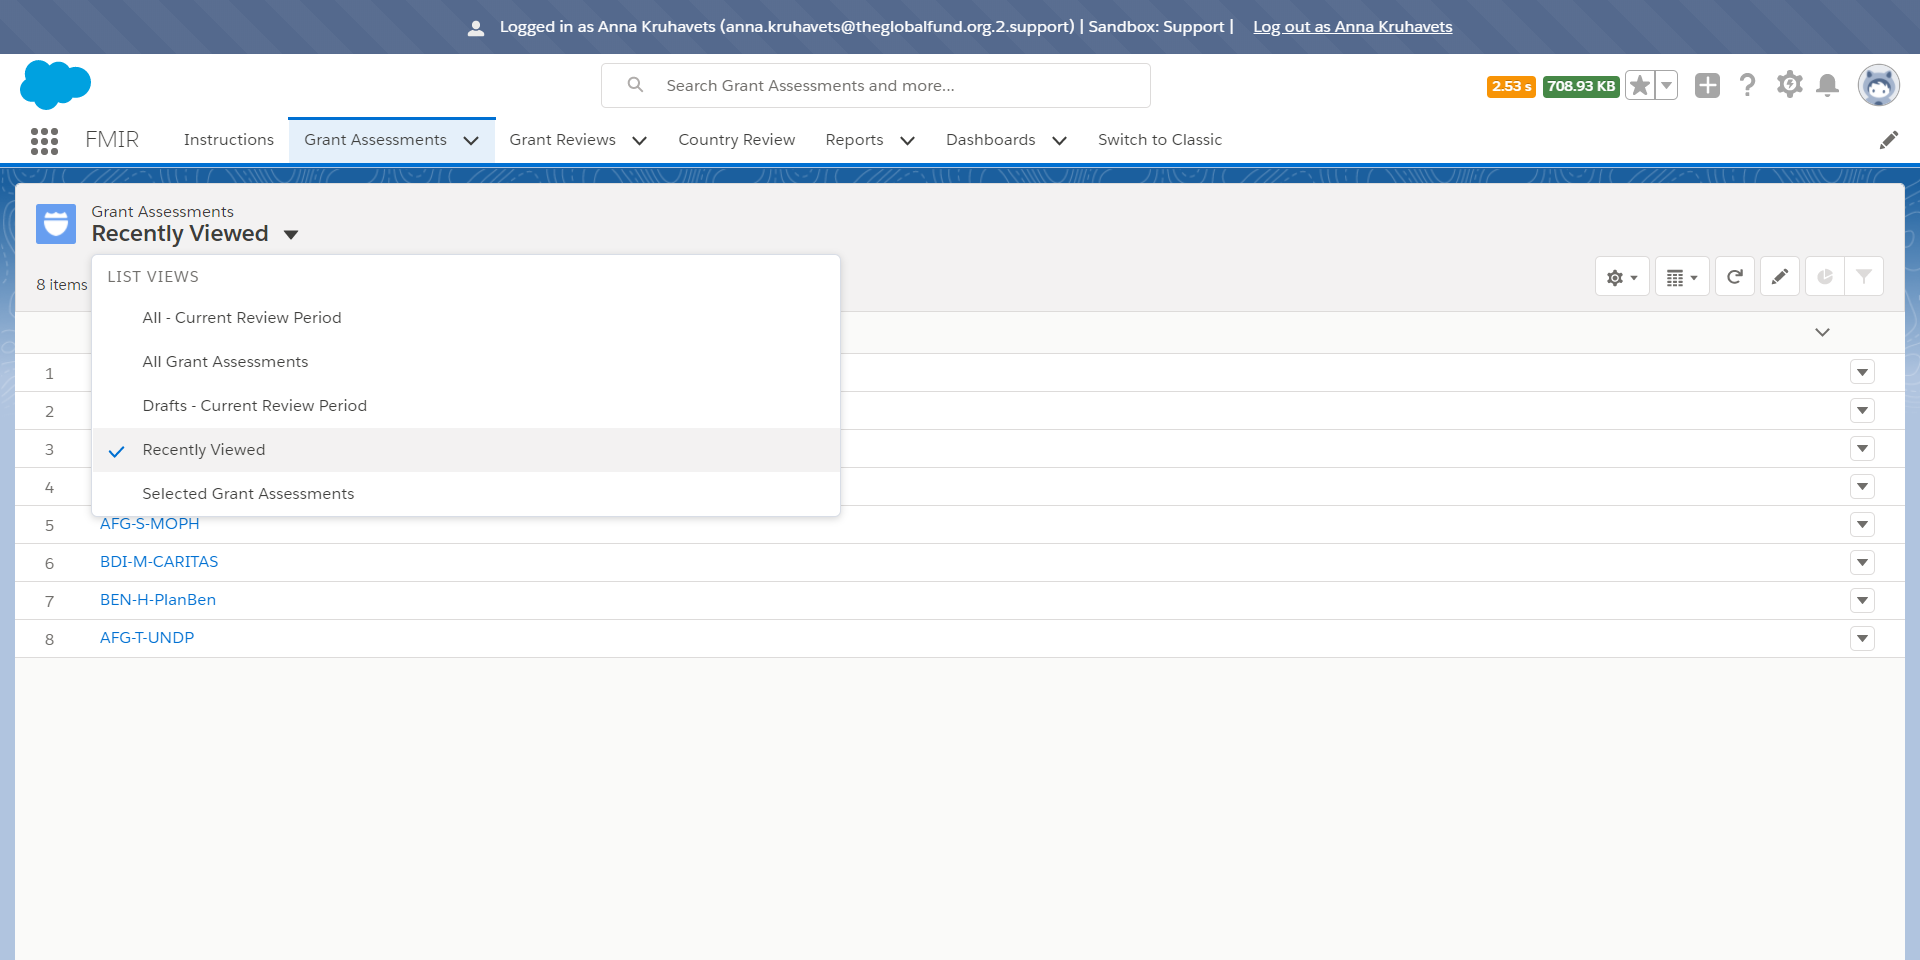 Logged in as Anna Kruhavets (anna.kruhavets@theglobalfund.org.2.support) | Sandbox: Support | Log out as Anna Kruhavets
Search Grant Assessments and more...
2.53 s 708.93 KB
FMIR Instructions Grant Assessments Grant Reviews Country Review Reports Dashboards Switch to Classic
Grant Assessments
Recently Viewed
8 items
LIST VIEWS
All - Current Review Period
All Grant Assessments
Drafts - Current Review Period
Recently Viewed
Selected Grant Assessments
1
2
3
4
5 AFG-S-MOPH
6 BDI-M-CARITAS
7 BEN-H-PlanBen
8 AFG-T-UNDP